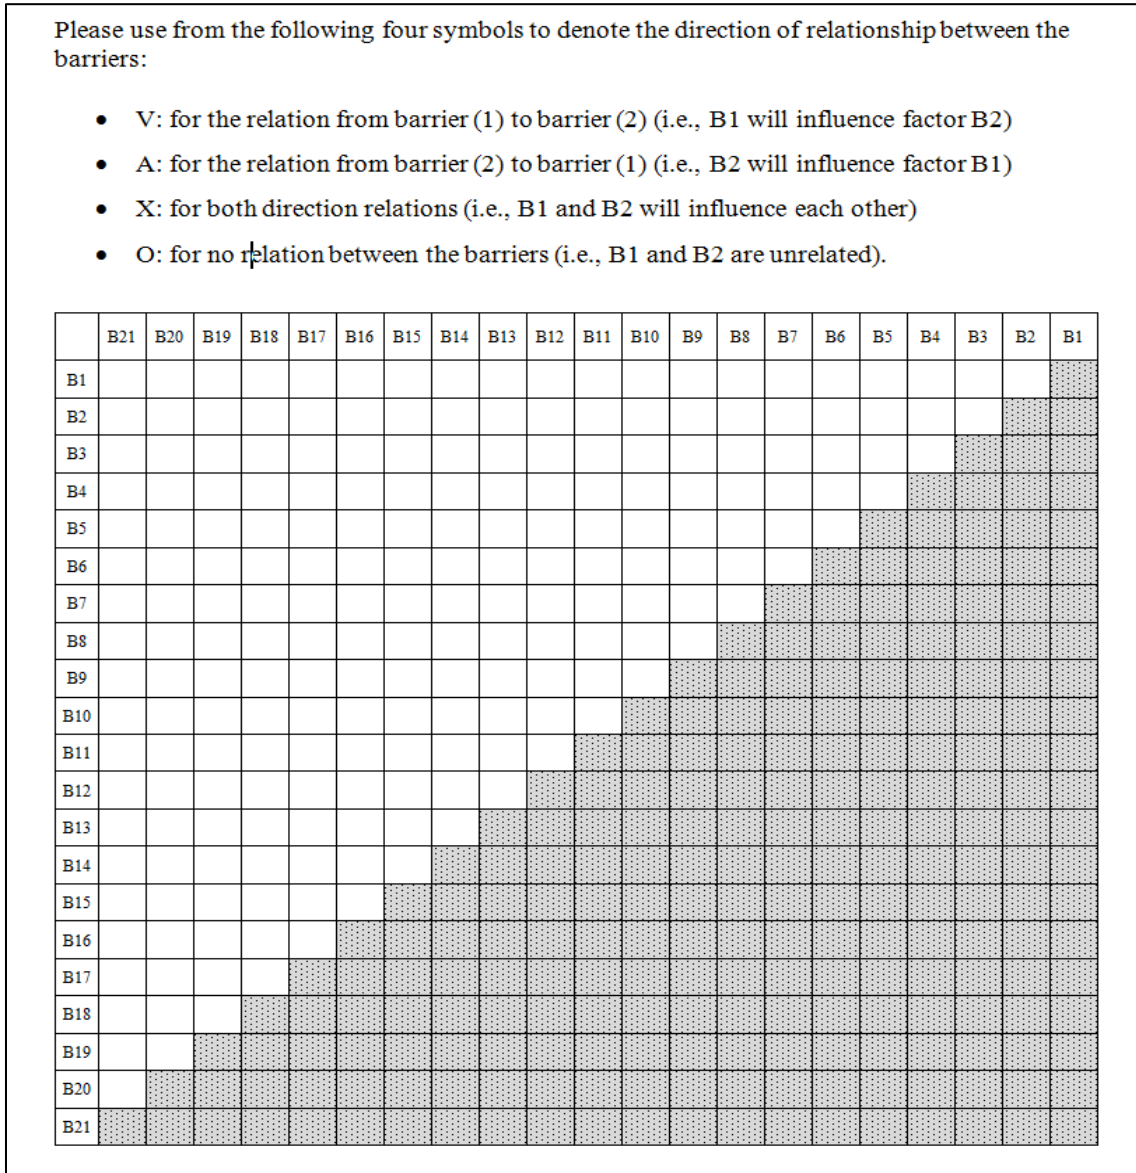 Please use from the following four symbols to denote the direction of relationship between the
barriers:
• V: for the relation from barrier (1) to barrier (2) (i.e., B1 will influence factor B2)
• A: for the relation from barrier (2) to barrier (1) (i.e., B2 will influence factor B1)
• X: for both direction relations (i.e., B1 and B2 will influence each other)
• O: for no relation between the barriers (i.e., B1 and B2 are unrelated).
B21 B20 B19 B18 B17 B16 B15 B14 B13 B12 B11 B10 B9 B8 B7 B6 B5 B4 B3 B2 B1
B1
B2
B3
B4
B5
B6
B7
B8
B9
B10
B11
B12
B13
B14
B15
B16
B17
B18
B19
B20
B21